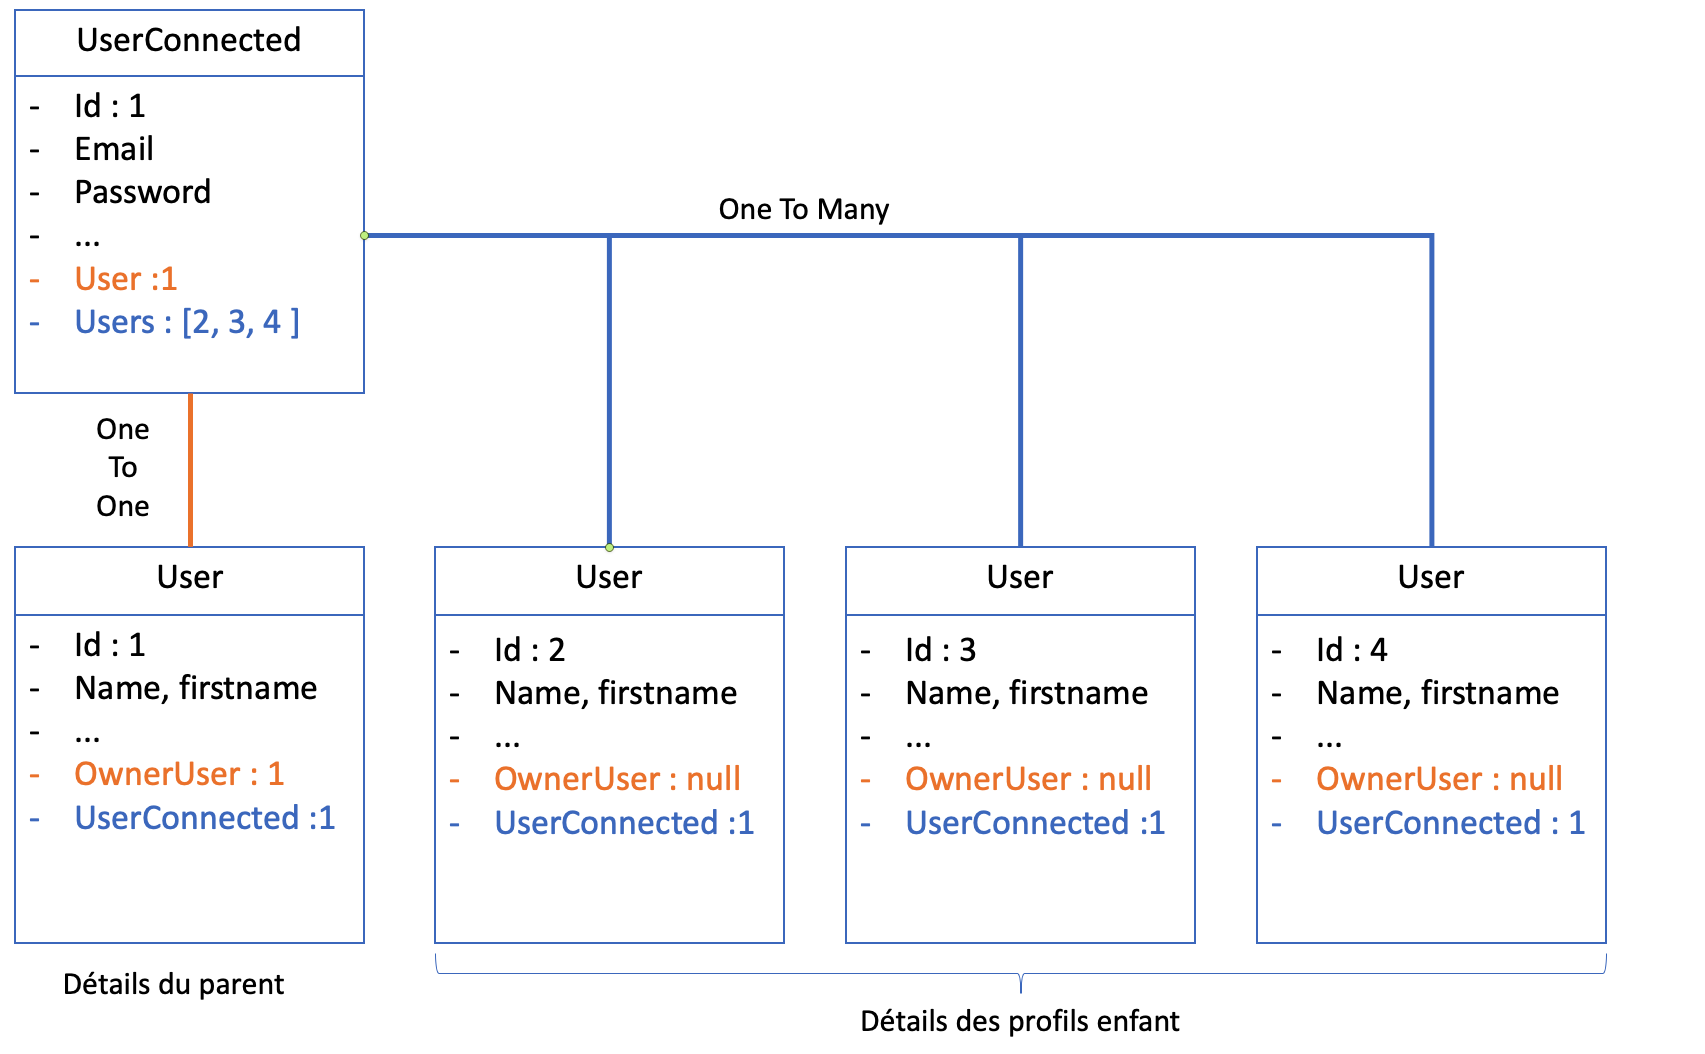 UserConnected
- Id : 1
- Email
- Password
- ...
- User :1
- Users : [2, 3, 4 ]
One To Many
One
To
One
User
- Id : 1
- Name, firstname
- ...
- OwnerUser : 1
- UserConnected :1
User
- Id : 2
- Name, firstname
- ...
- OwnerUser : null
- UserConnected :1
User
- Id : 3
- Name, firstname
- ...
- OwnerUser : null
- UserConnected :1
User
- Id : 4
- Name, firstname
- ...
- OwnerUser : null
- UserConnected : 1
Détails du parent
Détails des profils enfant